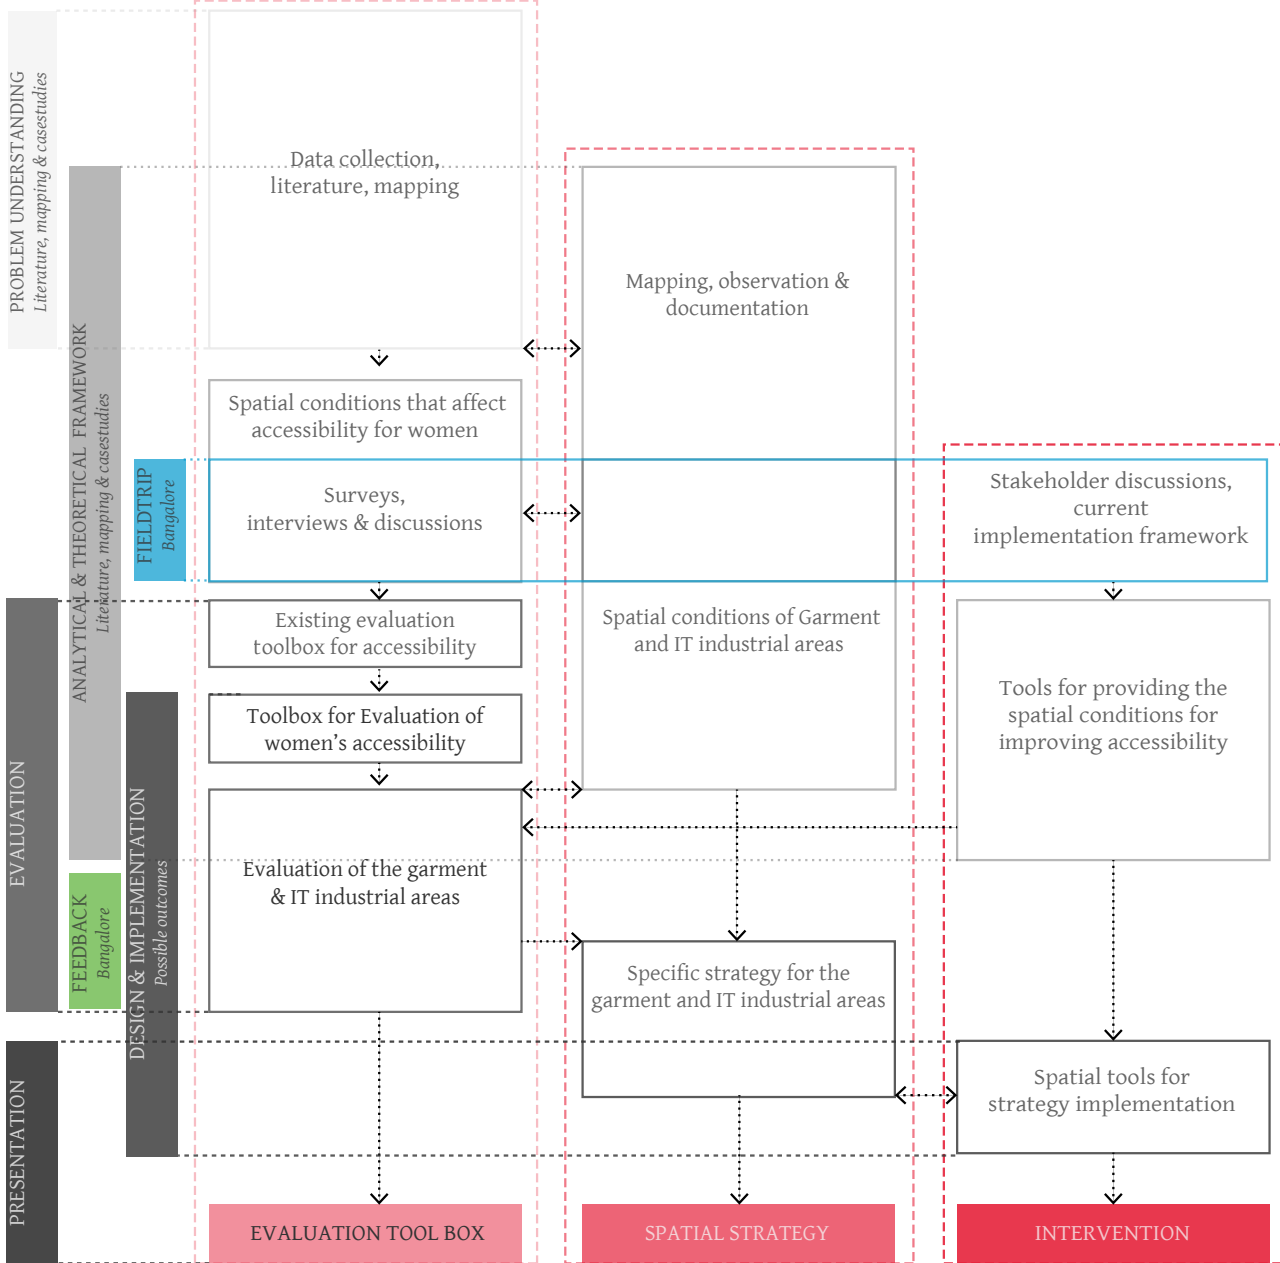 PROBLEM UNDERSTANDING
Literature, mapping & casestudies
ANALYTICAL & THEORETICAL FRAMEWORK
Literature, mapping & casestudies
FIELDTRIP
Bangalore
EVALUATION
FEEDBACK
Bangalore
DESIGN & IMPLEMENTATION
Possible outcomes
PRESENTATION
Data collection,
literature, mapping
Spatial conditions that affect
accessibility for women
Surveys,
interviews & discussions
Existing evaluation
toolbox for accessibility
Toolbox for Evaluation of
women's accessibility
Evaluation of the garment
& IT industrial areas
EVALUATION TOOL BOX
Mapping, observation &
documentation
Spatial conditions of Garment
and IT industrial areas
Specific strategy for the
garment and IT industrial areas
SPATIAL STRATEGY
Stakeholder discussions,
current
implementation framework
Tools for providing the
spatial conditions for
improving accessibility
Spatial tools for
strategy implementation
INTERVENTION